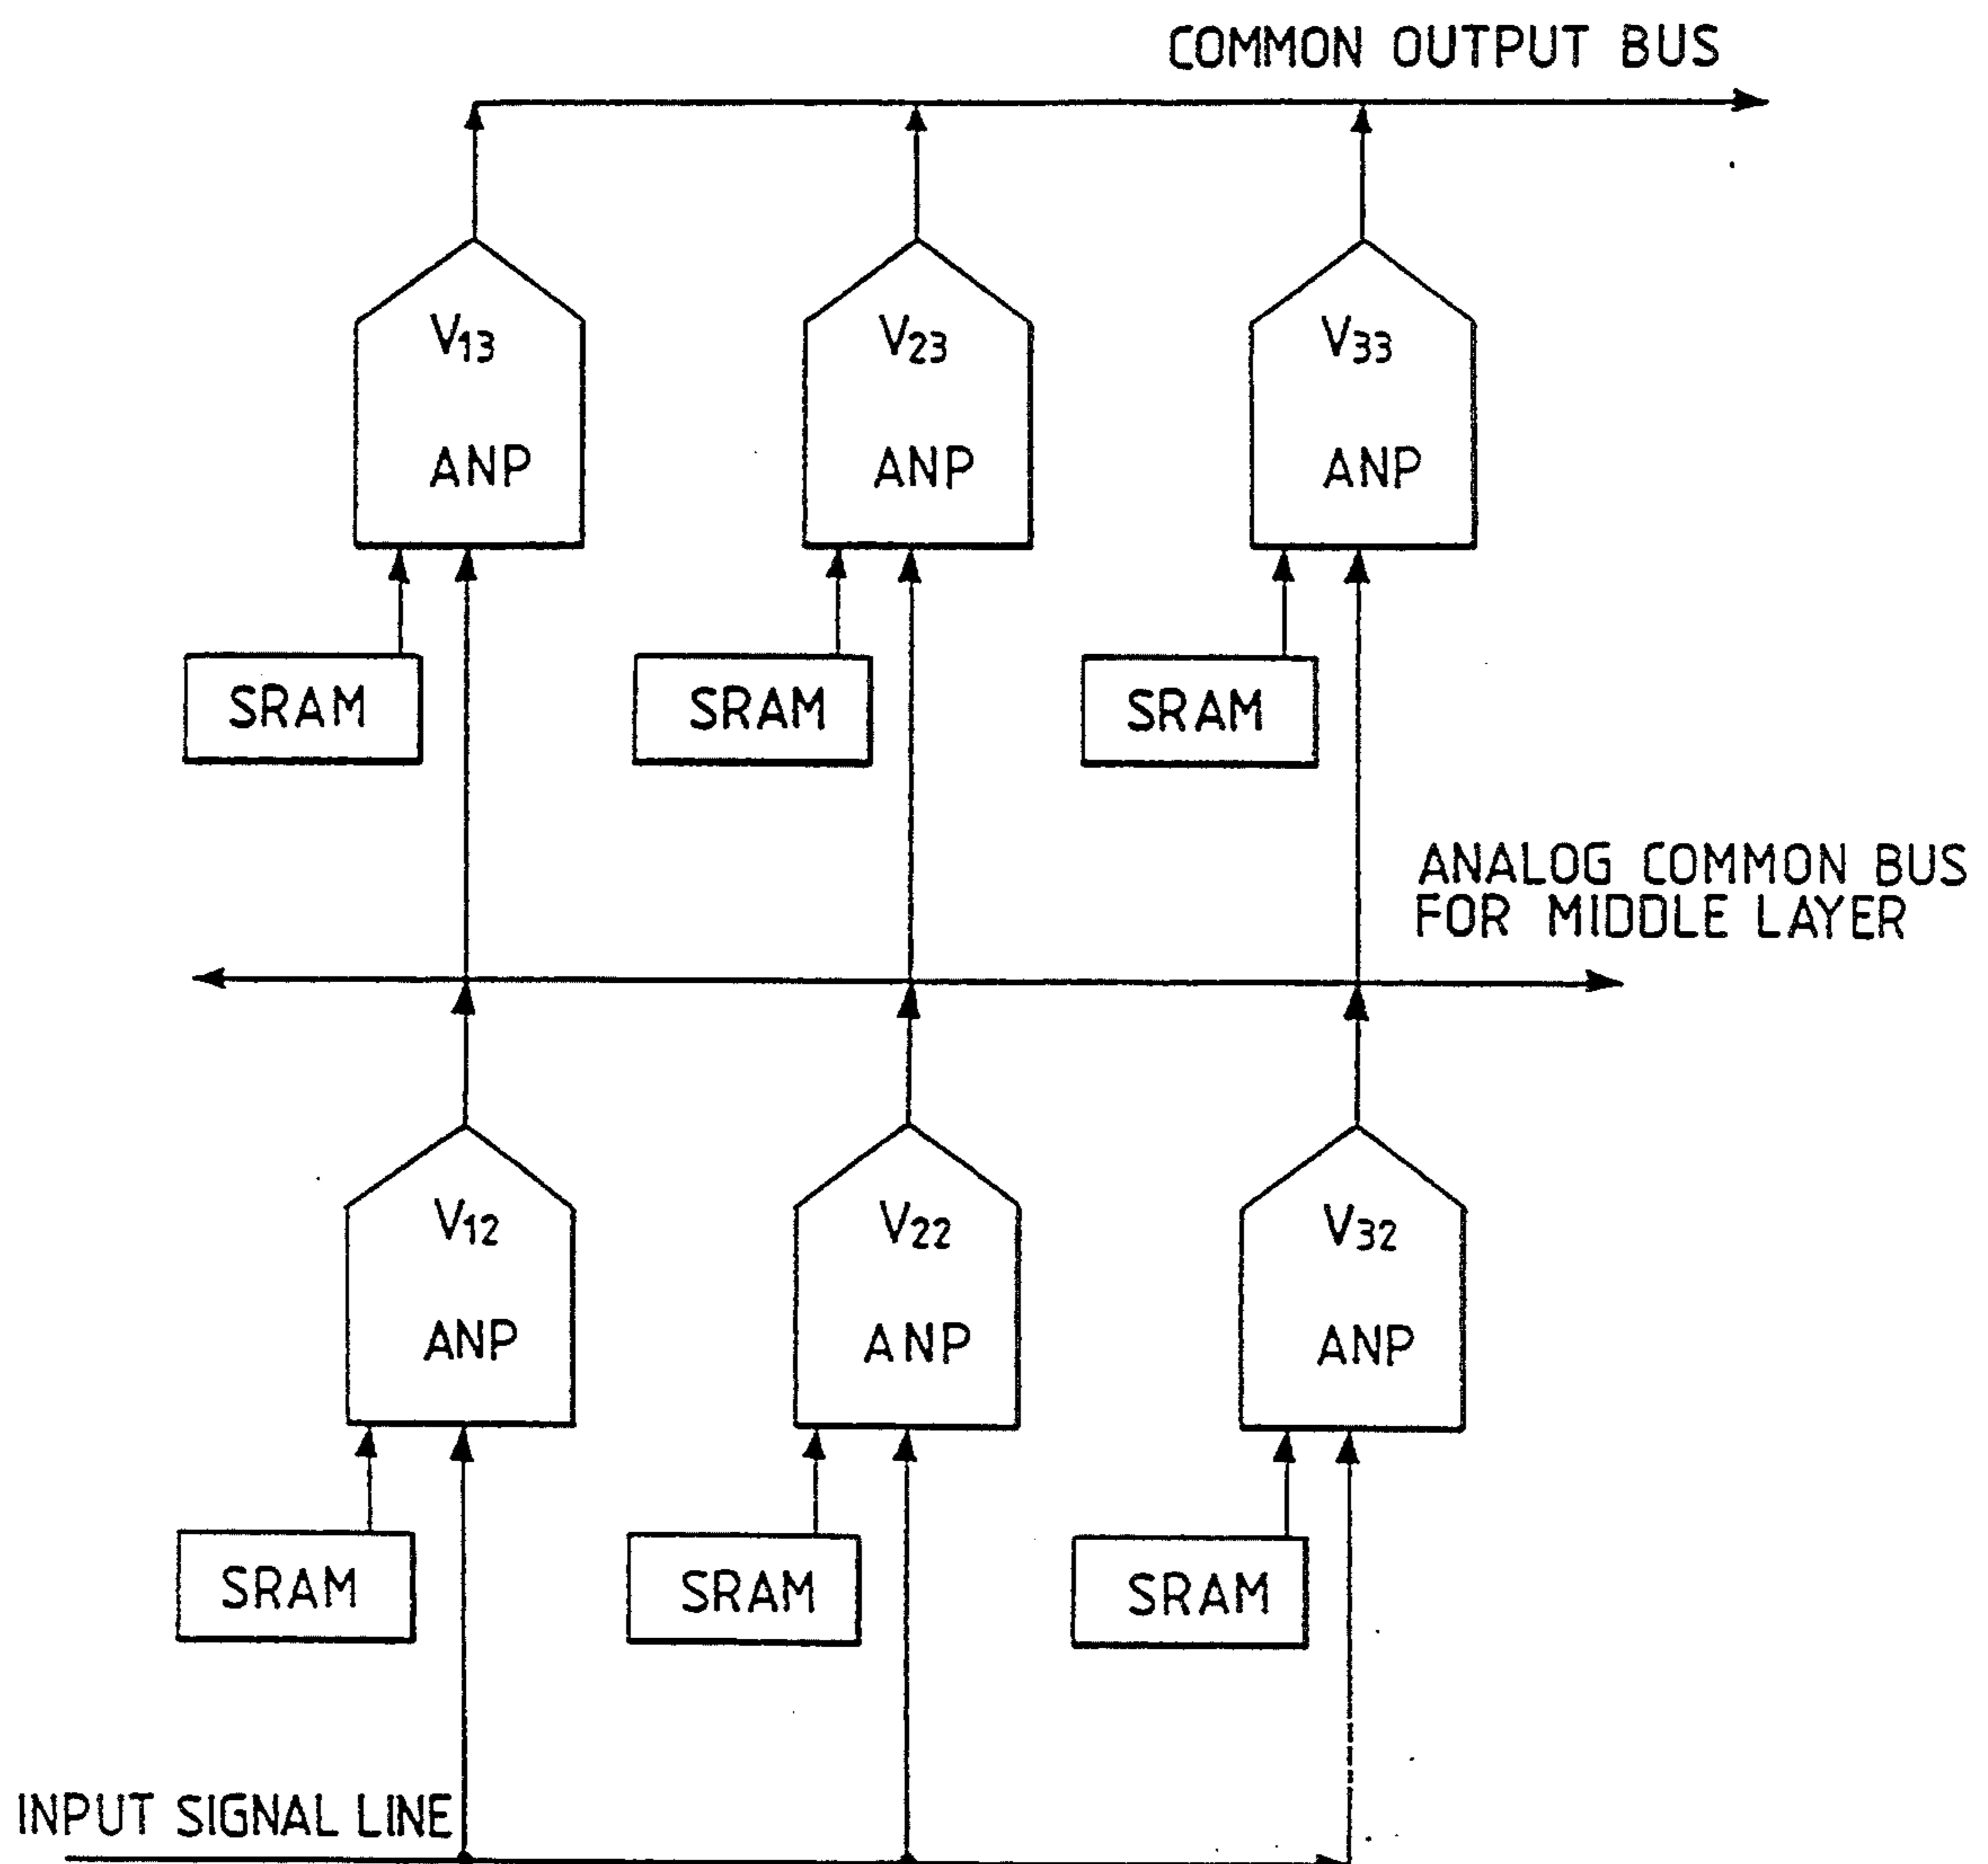 COMMON OUTPUT BUS
V13
V23
V33
ANP
ANP
ANP
SRAM
SRAM
SRAM
ANALOG COMMON BUS
FOR MIDDLE LAYER
V12
V22
V32
ANP
ANP
ANP
SRAM
SRAM
SRAM
INPUT SIGNAL LINE